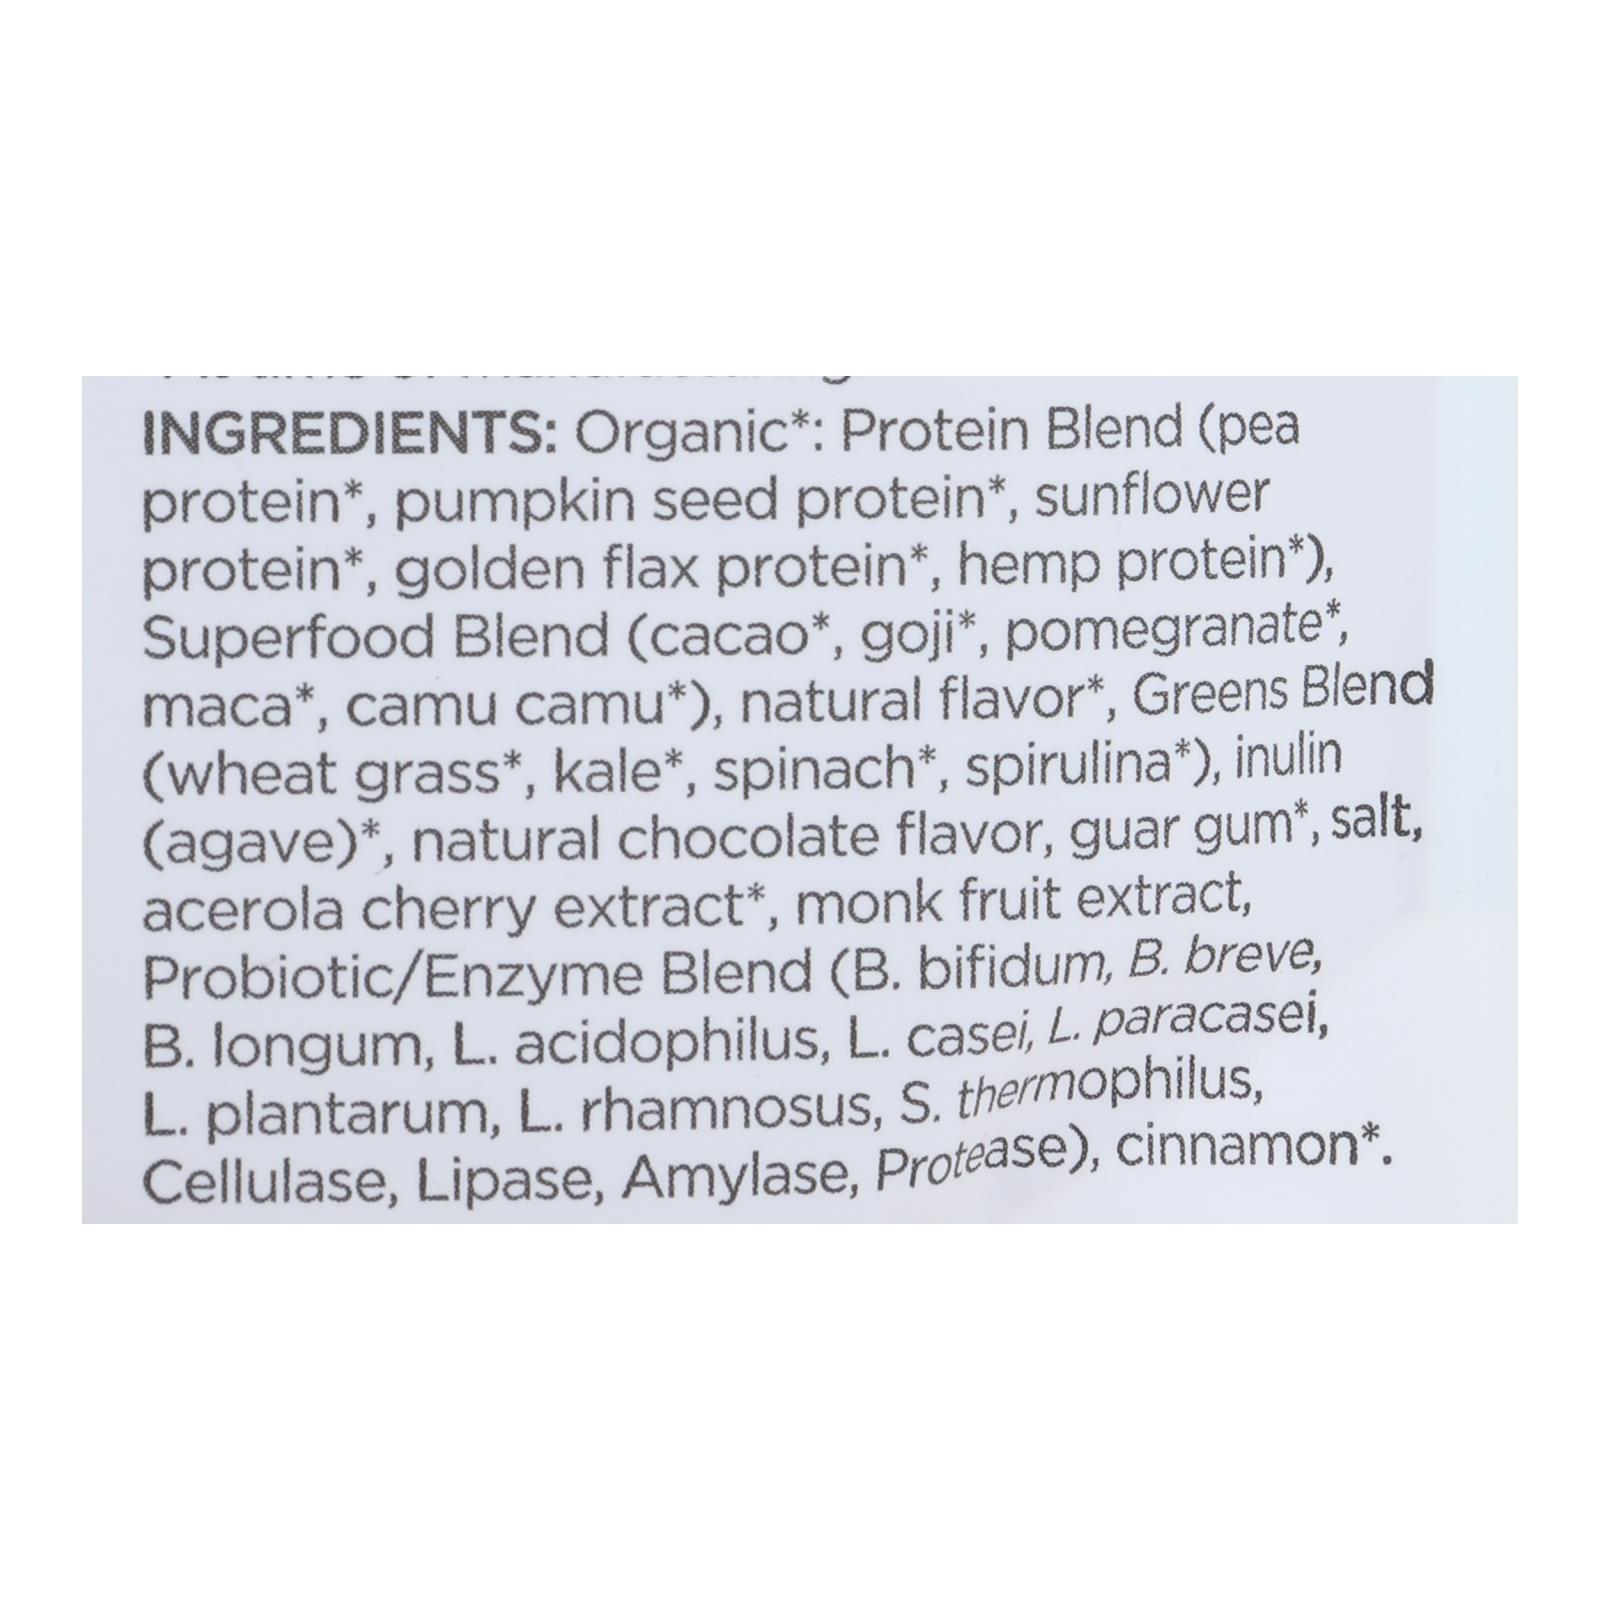 INGREDIENTS: Organic*: Protein Blend (pea
protein*, pumpkin seed protein*, sunflower
protein*, golden flax protein*, hemp protein*),
Superfood Blend (cacao*, goji*, pomegranate*,
maca*, camu camu*), natural flavor*, Greens Blend
(wheat grass*, kale*, spinach*, spirulina*), inulin
(agave)*, natural chocolate flavor, guar gum*, salt,
acerola cherry extract*, monk fruit extract,
Probiotic/Enzyme Blend (B. bifidum, B. breve,
B. longum, L. acidophilus, L. casei, L. paracasei,
L. plantarum, L. rhamnosus, S. thermophilus,
Cellulase, Lipase, Amylase, Protease), cinnamon*.